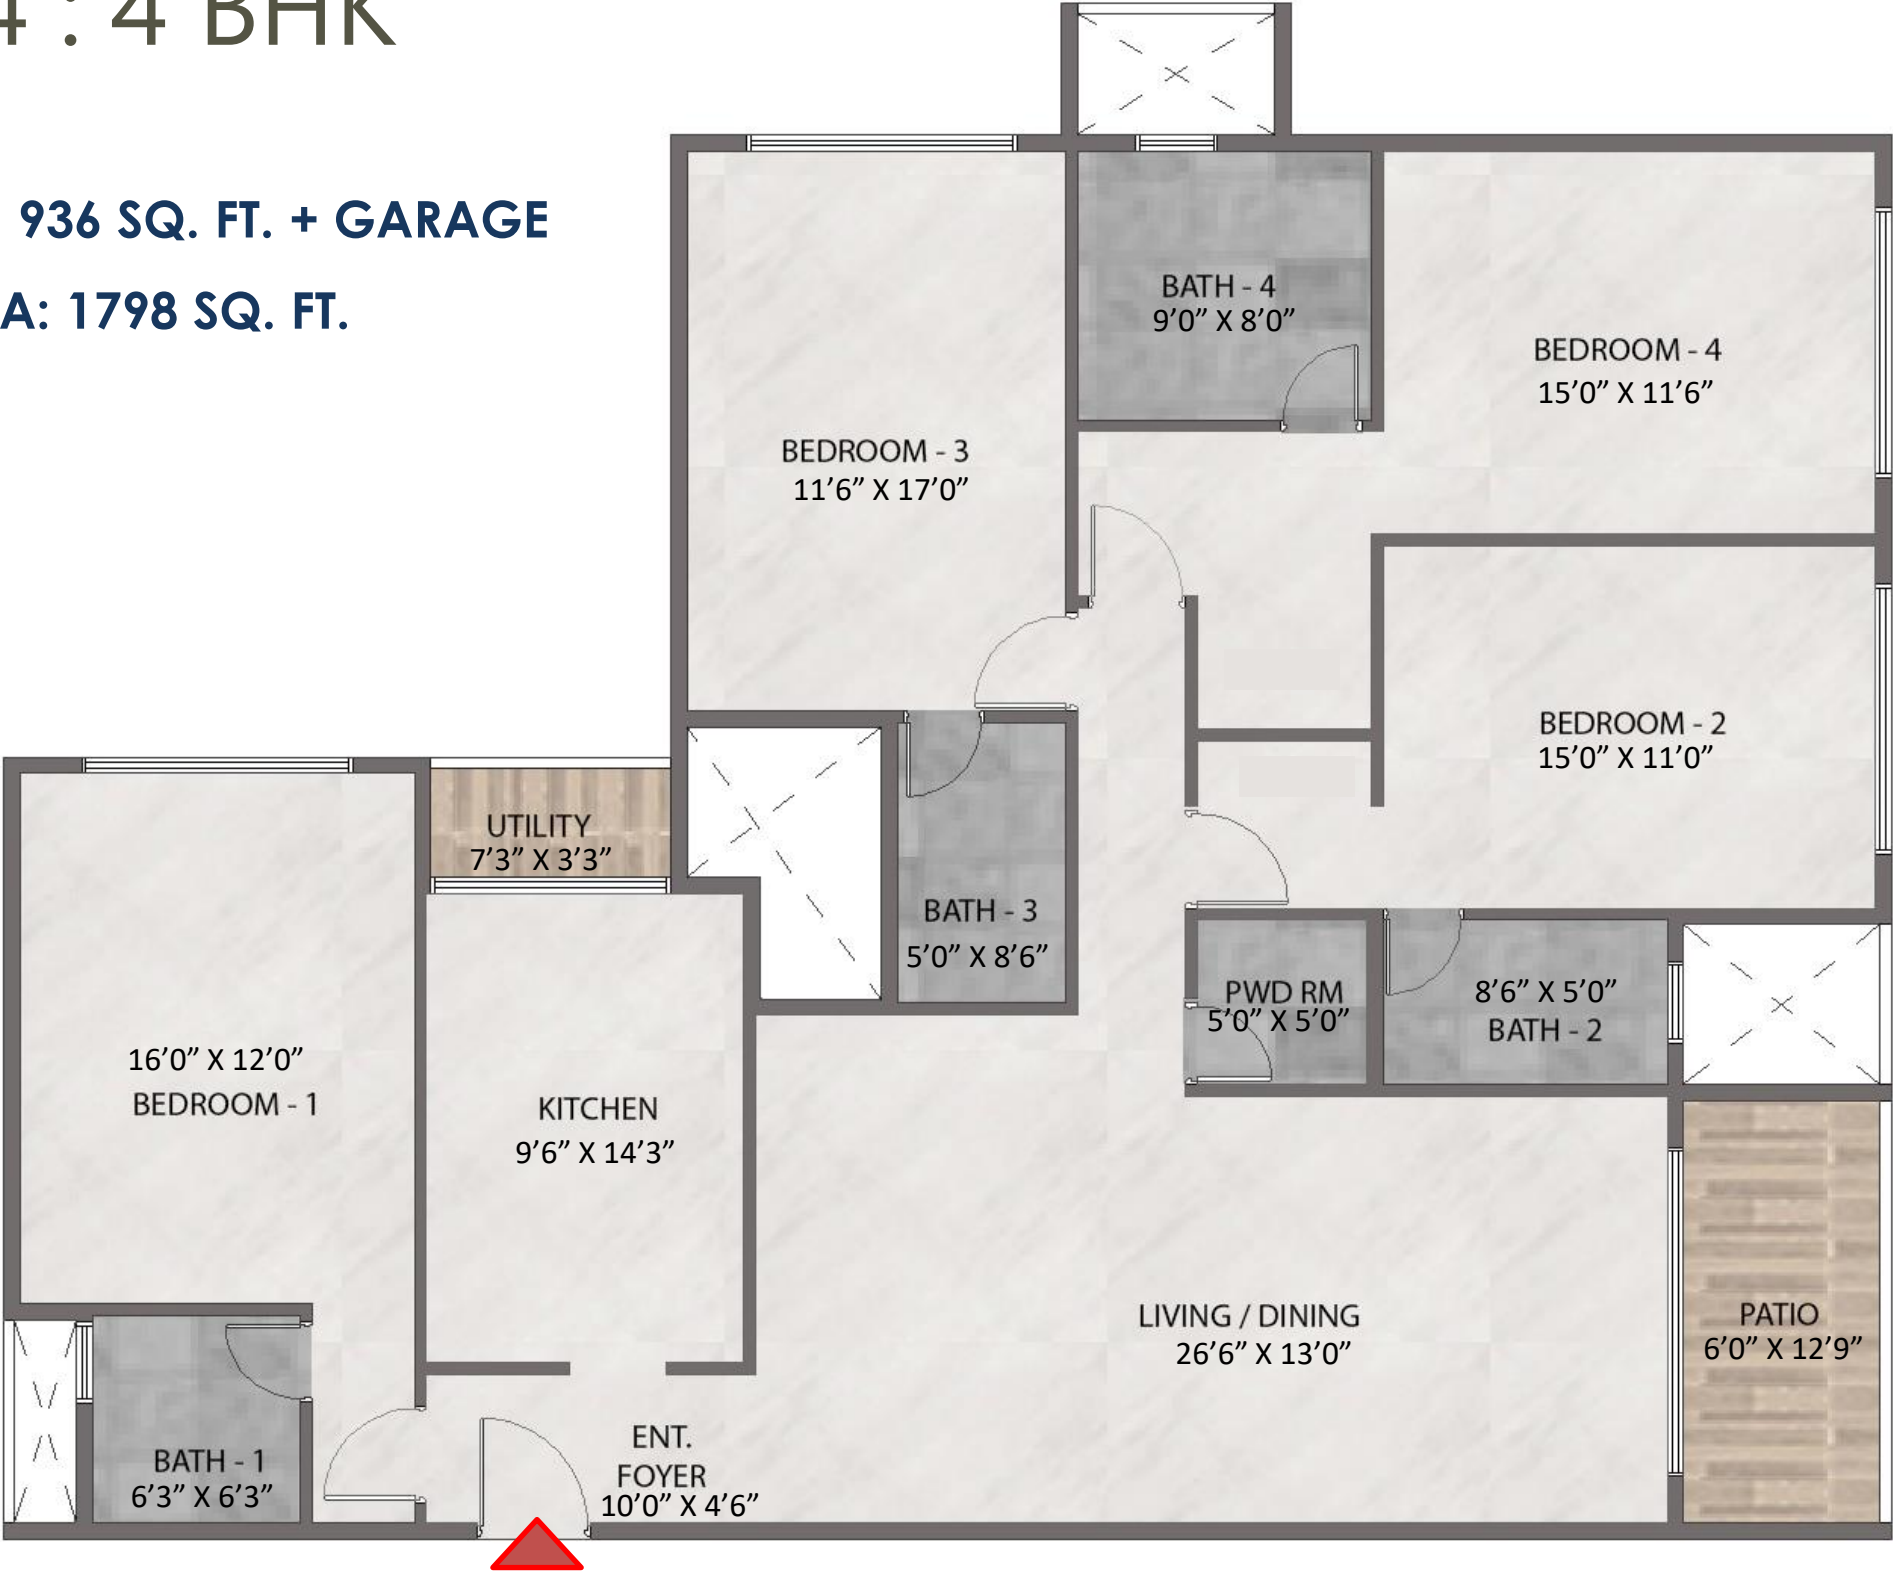 4 : 4 BHK
936 SQ. FT. + GARAGE
A: 1798 SQ. FT.
BATH - 4
9’0” X 8’0”
BEDROOM - 4
15’0” X 11’6”
BEDROOM - 3
11’6” X 17’0”
BEDROOM - 2
15’0” X 11’0”
UTILITY
7’3” X 3’3”
BATH - 3
5’0” X 8’6”
PWD RM
5’0” X 5’0”
8’6” X 5’0”
BATH - 2
16’0” X 12’0”
BEDROOM - 1
KITCHEN
9’6” X 14’3”
LIVING / DINING
26’6” X 13’0”
PATIO
6’0” X 12’9”
ENT.
FOYER
10’0” X 4’6”
BATH - 1
6’3” X 6’3”